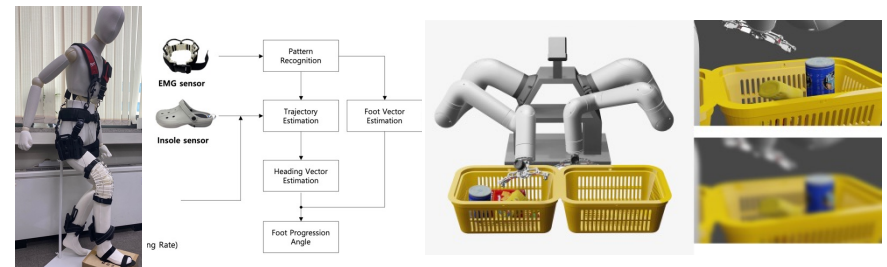 EMG sensor
Insole sensor
ng Rate)
Pattern
Recognition
Trajectory
Estimation
Foot Vector
Estimation
Heading Vector
Estimation
Foot Progression
Angle